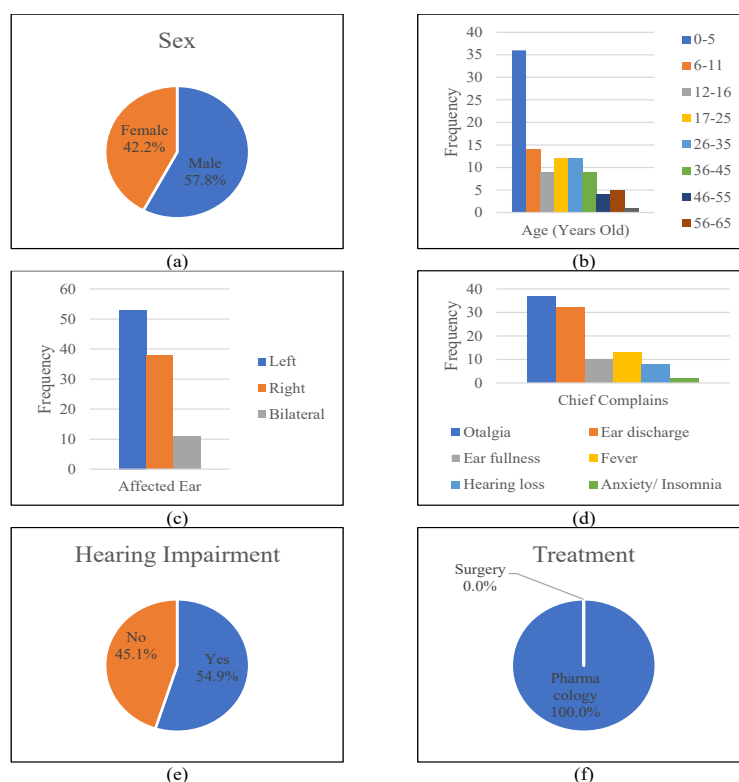 Sex
Female
42.2%
Male
57.8%
(a)
Frequency
40
35
30
25
20
15
10
5
0
Age (Years Old)
0-5
6-11
12-16
17-25
26-35
36-45
46-55
56-65
(b)
Frequency
60
50
40
30
20
10
0
Affected Ear
Left
Right
Bilateral
(c)
Frequency
40
30
20
10
0
Chief Complains
Otalgia
Ear discharge
Ear fullness
Fever
Hearing loss
Anxiety/ Insomnia
(d)
Hearing Impairment
No
45.1%
Yes
54.9%
(e)
Treatment
Surgery
0.0%
Pharma
cology
100.0%
(f)